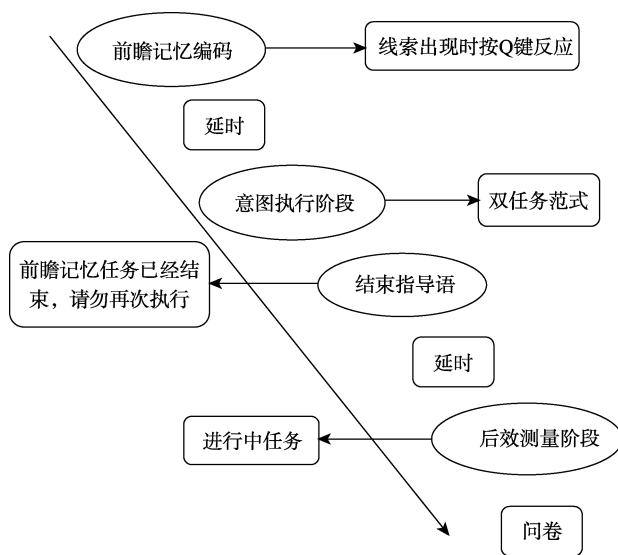 前瞻记忆编码
线索出现时按Q键反应
延时
意图执行阶段
双任务范式
前瞻记忆任务已经结
束，请勿再次执行
结束指导语
延时
进行中任务
后效测量阶段
问卷